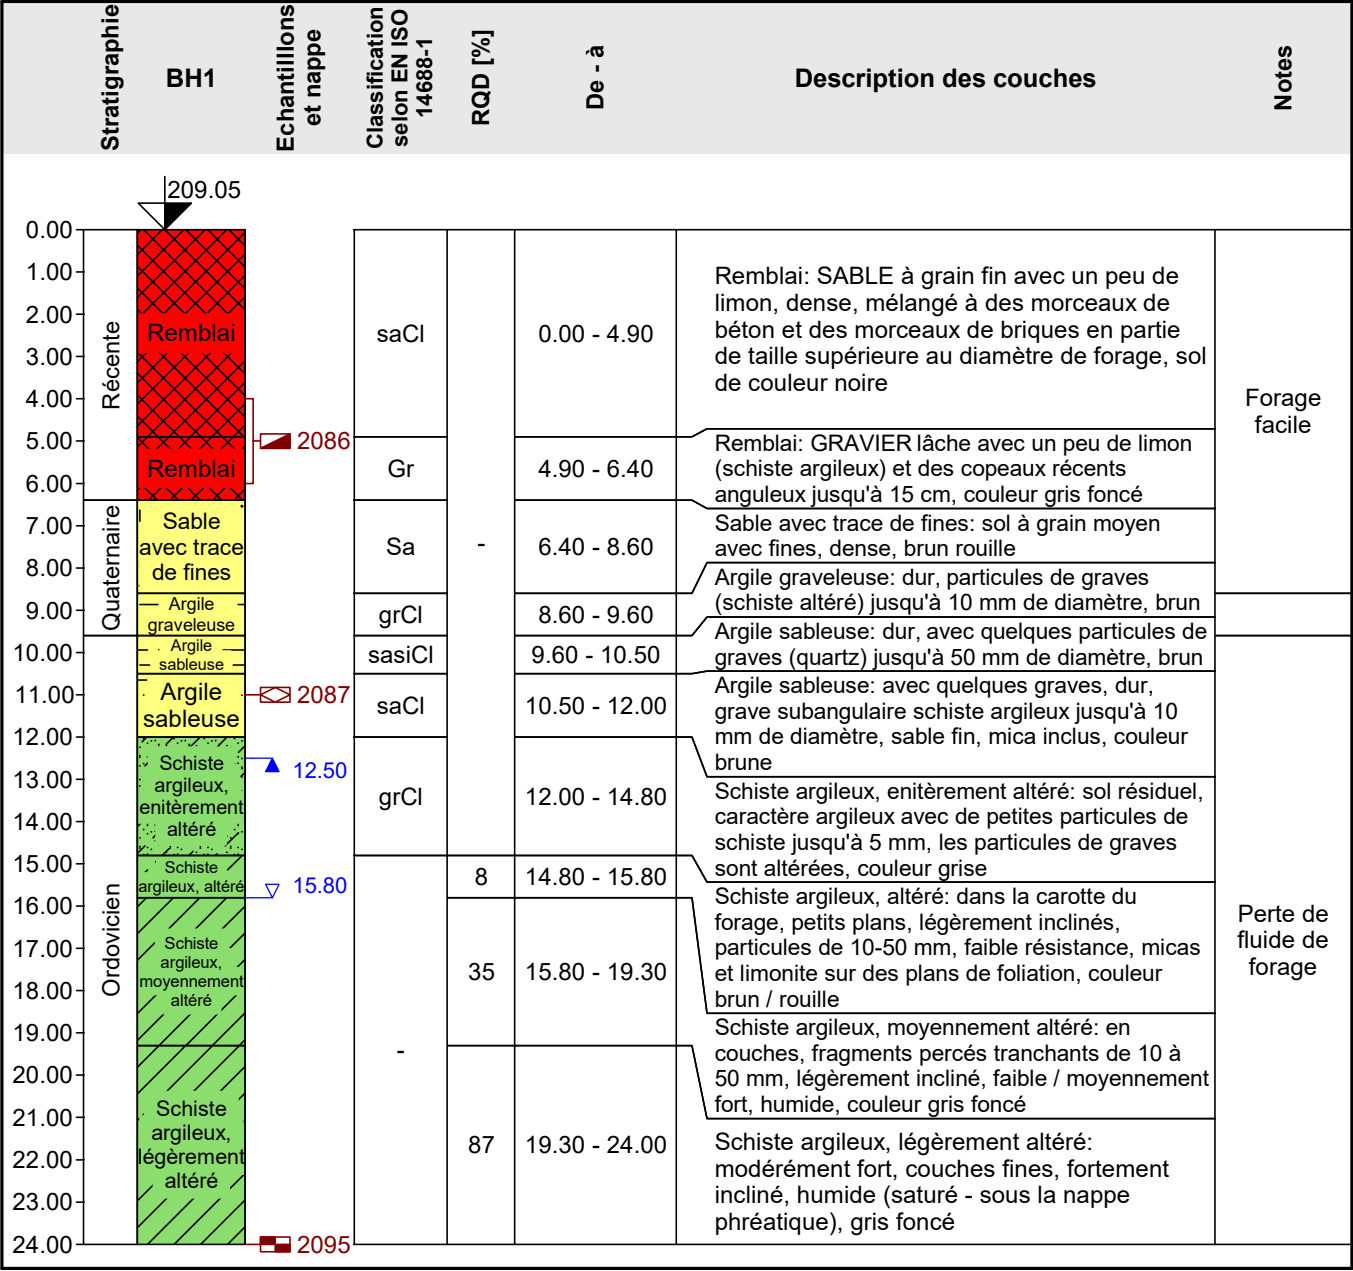 Stratigraphie
BH1
Echantilllons
et nappe
Classification
selon EN ISO
14688-1
RQD [%]
De - à
Description des couches
Notes
209.05
0.00
1.00
2.00
3.00
4.00
5.00
6.00
7.00
8.00
9.00
10.00
11.00
12.00
13.00
14.00
15.00
16.00
17.00
18.00
19.00
20.00
21.00
22.00
23.00
24.00
Récente
Quaternaire
Ordovicien
Remblai
Remblai
Sable
avec trace
de fines
Argile
graveleuse
Argile
sableuse
Argile
sableuse
Schiste
argileux,
enitèrement
altéré
Schiste
argileux, altéré
Schiste
argileux,
moyennement
altéré
Schiste
argileux,
légèrement
altéré
2086
2087
12.50
15.80
2095
saCl
Gr
Sa
grCl
sasiCl
saCl
grCl
-
-
8
35
87
0.00 - 4.90
4.90 - 6.40
6.40 - 8.60
8.60 - 9.60
9.60 - 10.50
10.50 - 12.00
12.00 - 14.80
14.80 - 15.80
15.80 - 19.30
19.30 - 24.00
Remblai: SABLE à grain fin avec un peu de
limon, dense, mélangé à des morceaux de
béton et des morceaux de briques en partie
de taille supérieure au diamètre de forage, sol
de couleur noire
Remblai: GRAVIER lâche avec un peu de limon
(schiste argileux) et des copeaux récents
anguleux jusqu'à 15 cm, couleur gris foncé
Sable avec trace de fines: sol à grain moyen
avec fines, dense, brun rouille
Argile graveleuse: dur, particules de graves
(schiste altéré) jusqu'à 10 mm de diamètre, brun
Argile sableuse: dur, avec quelques particules de
graves (quartz) jusqu'à 50 mm de diamètre, brun
Argile sableuse: avec quelques graves, dur,
grave subangulaire schiste argileux jusqu'à 10
mm de diamètre, sable fin, mica inclus, couleur
brune
Schiste argileux, enitèrement altéré: sol résiduel,
caractère argileux avec de petites particules de
schiste jusqu'à 5 mm, les particules de graves
sont altérées, couleur grise
Schiste argileux, altéré: dans la carotte du
forage, petits plans, légèrement inclinés,
particules de 10-50 mm, faible résistance, micas
et limonite sur des plans de foliation, couleur
brun / rouille
Schiste argileux, moyennement altéré: en
couches, fragments percés tranchants de 10 à
50 mm, légèrement incliné, faible / moyennement
fort, humide, couleur gris foncé
Schiste argileux, légèrement altéré:
modérément fort, couches fines, fortement
incliné, humide (saturé - sous la nappe
phréatique), gris foncé
Forage
facile
Perte de
fluide de
forage